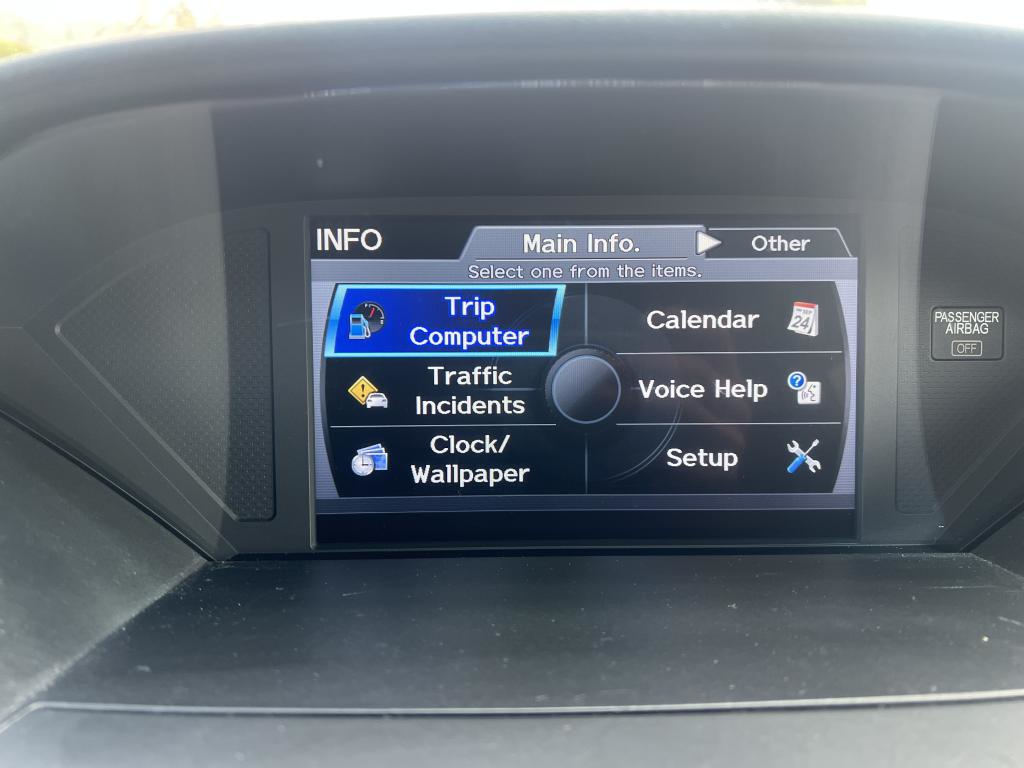 INFO
Main Info.
Other
Select one from the items.
Trip
Computer
Calendar
24
Traffic
Incidents
Voice Help
?
Clock/
Wallpaper
Setup
PASSENGER
AIRBAG
OFF